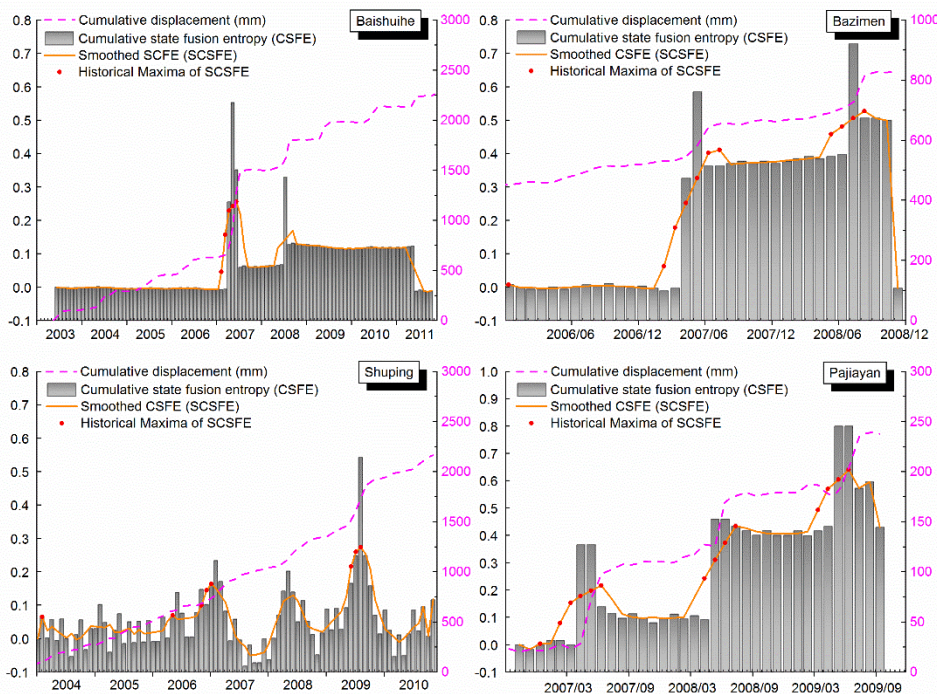 Cumulative displacement (mm)
Cumulative state fusion entropy (CSFE)
Smoothed SCFE (SCSFE)
Historical Maxima of SCSFE
Baishuihe
0.8
0.7
0.6
0.5
0.4
0.3
0.2
0.1
0.0
-0.1
3000
2500
2000
1500
1000
500
0
2003 2004 2005 2006 2007 2008 2009 2010 2011
Cumulative displacement (mm)
Cumulative state fusion entropy (CSFE)
Smoothed CSFE (SCSFE)
Historical Maxima of SCSFE
Bazimen
0.8
0.7
0.6
0.5
0.4
0.3
0.2
0.1
0.0
-0.1
1000
800
600
400
200
0
2006/06 2006/12 2007/06 2007/12 2008/06 2008/12
Cumulative displacement (mm)
Cumulative state fusion entropy (CSFE)
Smoothed CSFE (SCSFE)
Historical Maxima of SCSFE
Shuping
0.8
0.7
0.6
0.5
0.4
0.3
0.2
0.1
0.0
-0.1
3000
2500
2000
1500
1000
500
0
2004 2005 2006 2007 2008 2009 2010
Cumulative displacement (mm)
Cumulative state fusion entropy (CSFE)
Smoothed CSFE (SCSFE)
Historical Maxima of SCSFE
Pajiayan
1.0
0.9
0.8
0.7
0.6
0.5
0.4
0.3
0.2
0.1
0.0
-0.1
300
250
200
150
100
50
0
2007/03 2007/09 2008/03 2008/09 2009/03 2009/09